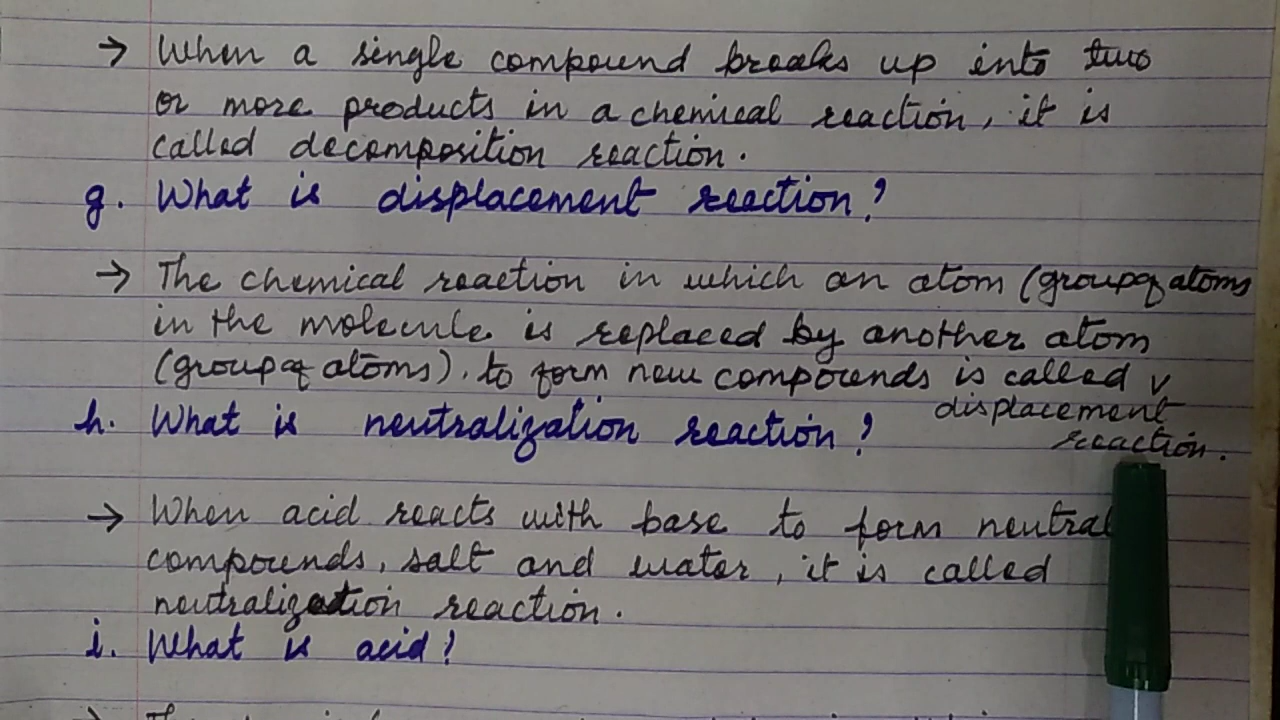 → When a single compound breaks up into two
or more products in a chemical reaction, it is
called decomposition reaction.
g. What is displacement reaction?
→ The chemical reaction in which an atom (group of atoms
in the molecule is replaced by another atom
(group of atoms). to form new compounds is called v
displacement
reaction.
h. What is neutralization reaction?
→ When acid reacts with base to form neutral
compounds, salt and water, it is called
neutralization reaction.
i. What is acid?